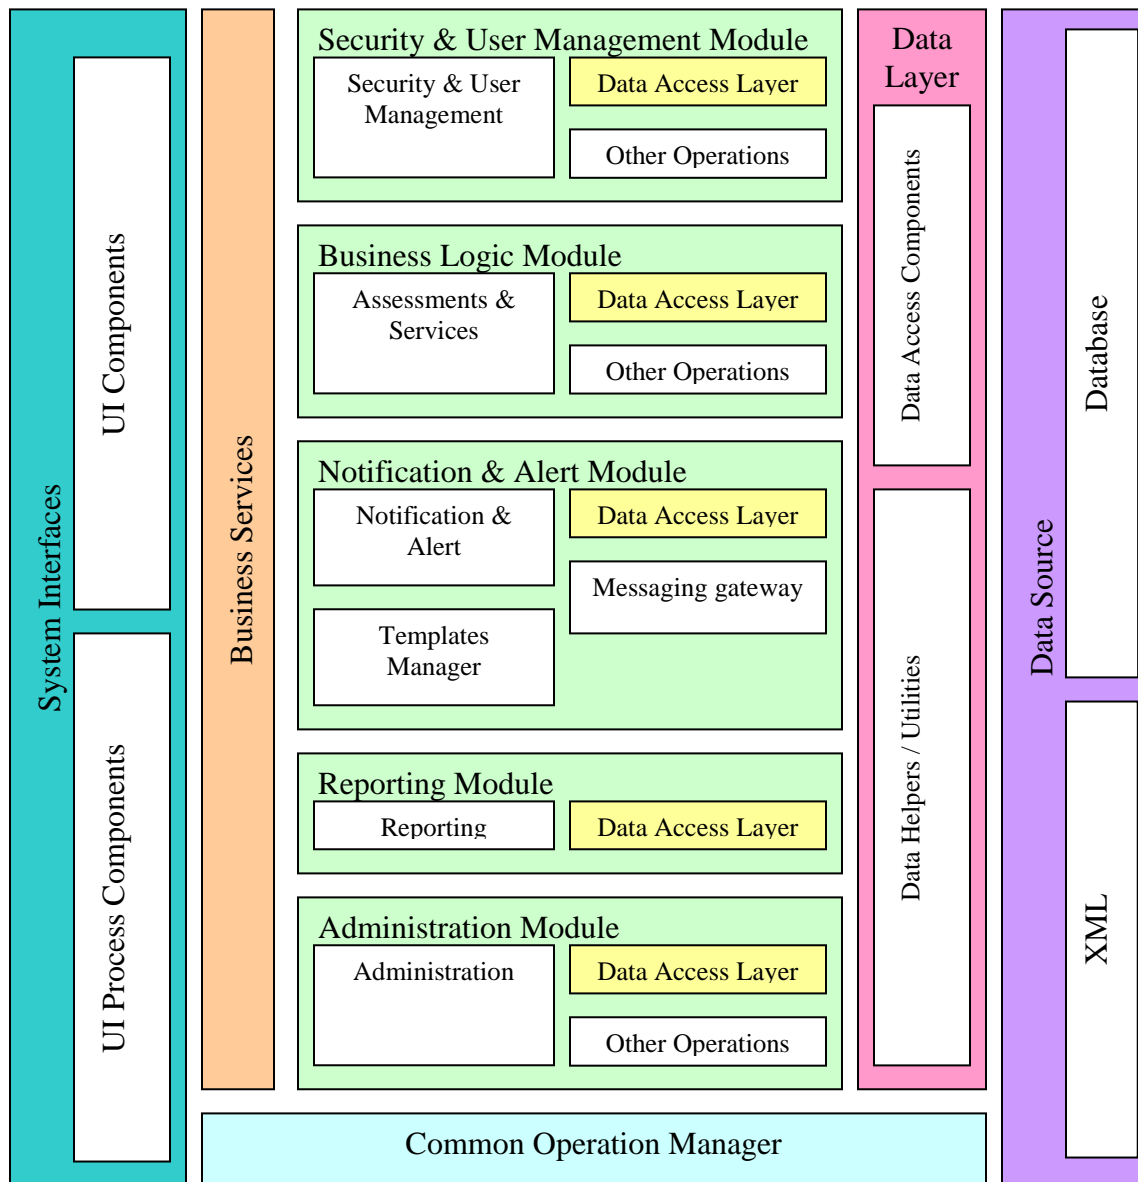 System Interfaces
UI Components
UI Process Components
Business Services
Security & User Management Module
Security & User
Management
Data Access Layer
Other Operations
Business Logic Module
Assessments &
Services
Data Access Layer
Other Operations
Notification & Alert Module
Notification &
Alert
Data Access Layer
Messaging gateway
Templates
Manager
Reporting Module
Reporting
Data Access Layer
Administration Module
Administration
Data Access Layer
Other Operations
Data
Layer
Data Access Components
Data Helpers / Utilities
Data Source
Database
XML
Common Operation Manager